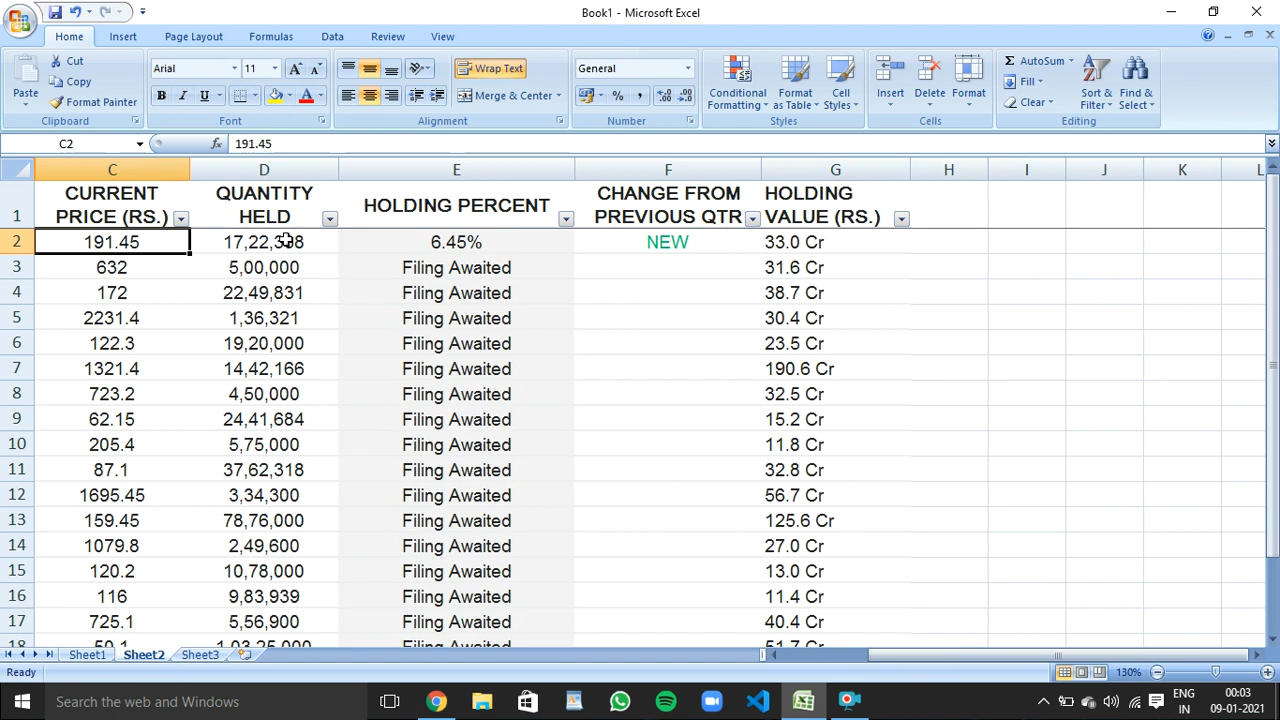 Book1 - Microsoft Excel
Home Insert Page Layout Formulas Data Review View
Paste
Cut
Copy
Format Painter
Clipboard
Arial 11
B I U
Font
Wrap Text
Merge & Center
Alignment
General
%
Number
Conditional Formatting
Format as Table
Cell Styles
Styles
Insert Delete Format
Cells
Σ AutoSum
Fill
Clear
Sort & Filter
Find & Select
Editing
C2 fx 191.45
C D E F G H I J K L
1 CURRENT PRICE (RS.) QUANTITY HELD HOLDING PERCENT CHANGE FROM PREVIOUS QTR HOLDING VALUE (RS.)
2 191.45 6.45% NEW 33.0 Cr
3 632 5,00,000 Filing Awaited 31.6 Cr
4 172 22,49,831 Filing Awaited 38.7 Cr
5 2231.4 1,36,321 Filing Awaited 30.4 Cr
6 122.3 19,20,000 Filing Awaited 23.5 Cr
7 1321.4 14,42,166 Filing Awaited 190.6 Cr
8 723.2 4,50,000 Filing Awaited 32.5 Cr
9 62.15 24,41,684 Filing Awaited 15.2 Cr
10 205.4 5,75,000 Filing Awaited 11.8 Cr
11 87.1 37,62,318 Filing Awaited 32.8 Cr
12 1695.45 3,34,300 Filing Awaited 56.7 Cr
13 159.45 78,76,000 Filing Awaited 125.6 Cr
14 1079.8 2,49,600 Filing Awaited 27.0 Cr
15 120.2 10,78,000 Filing Awaited 13.0 Cr
16 116 9,83,939 Filing Awaited 11.4 Cr
17 725.1 5,56,900 Filing Awaited 40.4 Cr
18 50.1 1,03,25,000 Filing Awaited 51.7 Cr
Sheet1 Sheet2 Sheet3
Ready 130%
Search the web and Windows
ENG
IN
00:03
09-01-2021